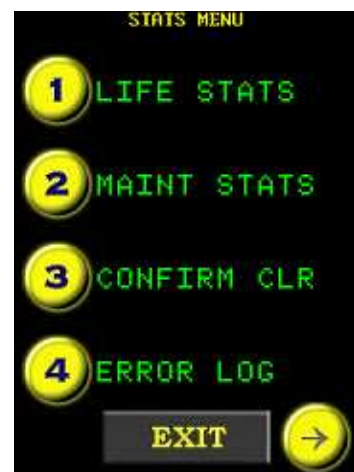 STATS MENU
1 LIFE STATS
2 MAINT STATS
3 CONFIRM CLR
4 ERROR LOG
EXIT →